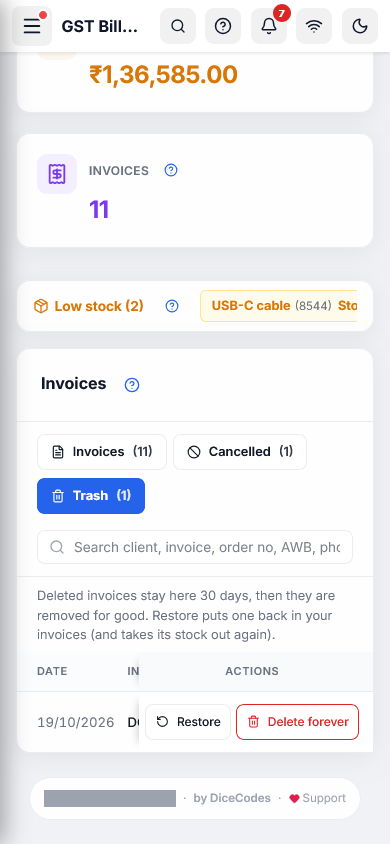 GST Bill...
7
₹1,36,585.00
INVOICES
11
Low stock (2)
USB-C cable (8544) Sto
Invoices
Invoices (11)
Cancelled (1)
Trash (1)
Search client, invoice, order no, AWB, pho
Deleted invoices stay here 30 days, then they are
removed for good. Restore puts one back in your
invoices (and takes its stock out again).
DATE IN ACTIONS
19/10/2026 Restore Delete forever
· by DiceCodes · Support